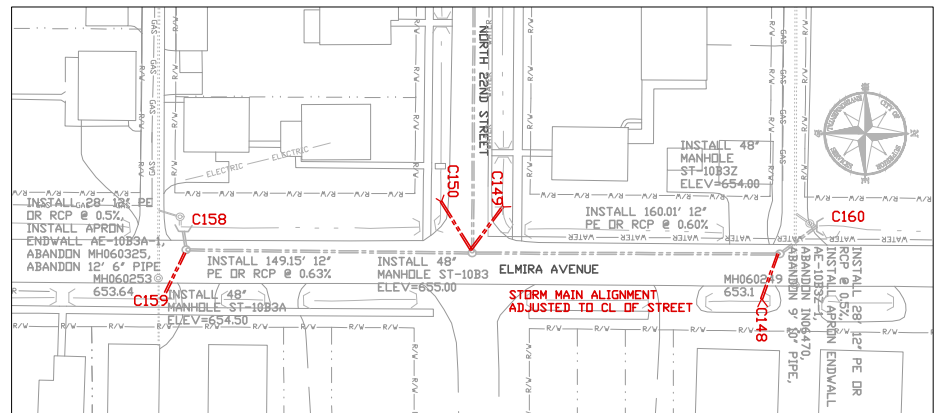 NORTH 22ND STREET
R/W
GAS
ELECTRIC
ELECTRIC
INSTALL 28' 12" PE
OR RCP @ 0.5%,
INSTALL APRON
ENDWALL AE-10B3A-1,
ABANDON MH060325,
ABANDON 12' 6" PIPE
MH060253
653.64
C158
C159
INSTALL 48"
MANHOLE ST-10B3A
ELEV=654.50
INSTALL 149.15' 12"
PE OR RCP @ 0.63%
C150
C149
INSTALL 48"
MANHOLE ST-10B3
ELEV=655.00
ELMIRA AVENUE
INSTALL 160.01' 12"
PE OR RCP @ 0.60%
WATER
INSTALL 48"
MANHOLE
ST-10B3Z
ELEV=654.00
STORM MAIN ALIGNMENT
ADJUSTED TO CL OF STREET
MH060249
653.1
C148
C160
INSTALL 28' 12" PE OR
RCP @ 0.5%,
INSTALL APRON ENDWALL
AE-10B3Z-1,
ABANDON IN06470,
ABANDON 9' 10" PIPE,